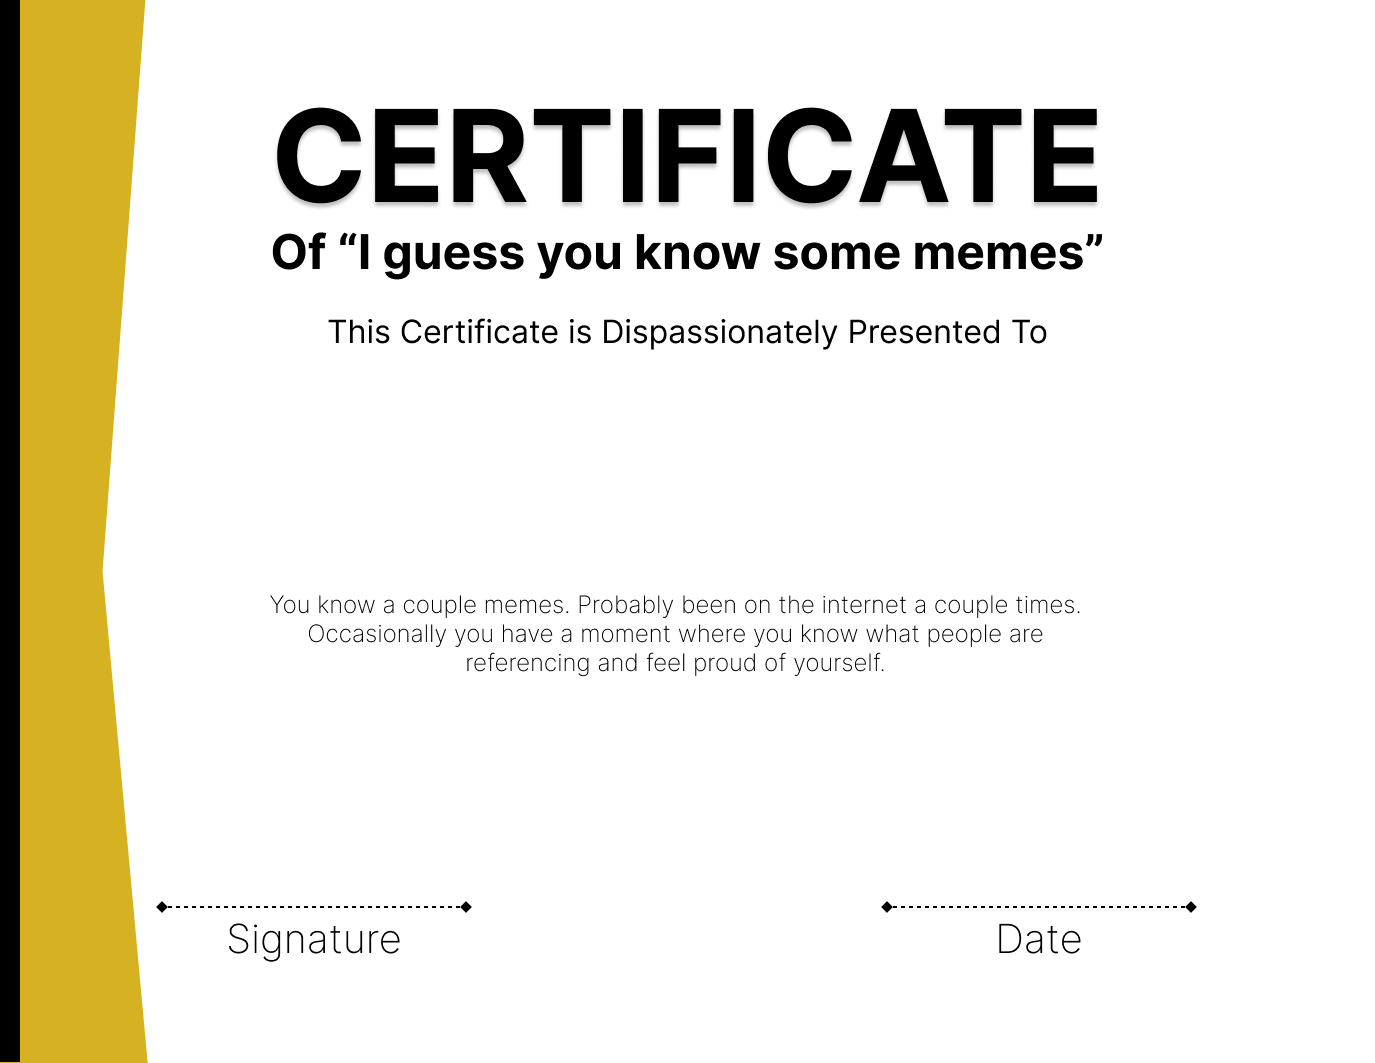 CERTIFICATE
Of “I guess you know some memes”
This Certificate is Dispassionately Presented To
You know a couple memes. Probably been on the internet a couple times.
Occasionally you have a moment where you know what people are
referencing and feel proud of yourself.
Signature
Date